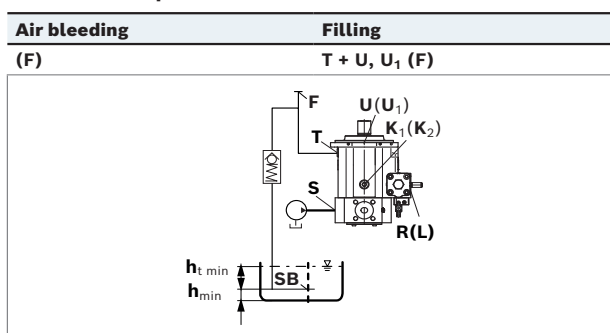 Air bleeding Filling
(F) T + U, U₁ (F)
F
U(U₁)
K₁(K₂)
T
S
R(L)
hₜ ₘᵢₙ
SB
hₘᵢₙ